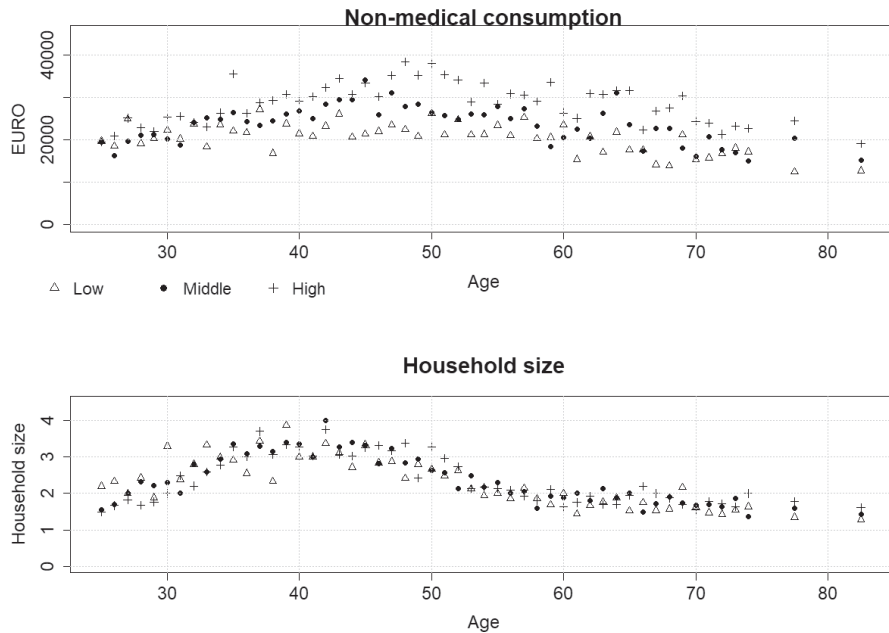 Non-medical consumption
EURO
40000
20000
0
30 40 50 60 70 80
Age
Low Middle High
Household size
Household size
4
3
2
1
0
30 40 50 60 70 80
Age